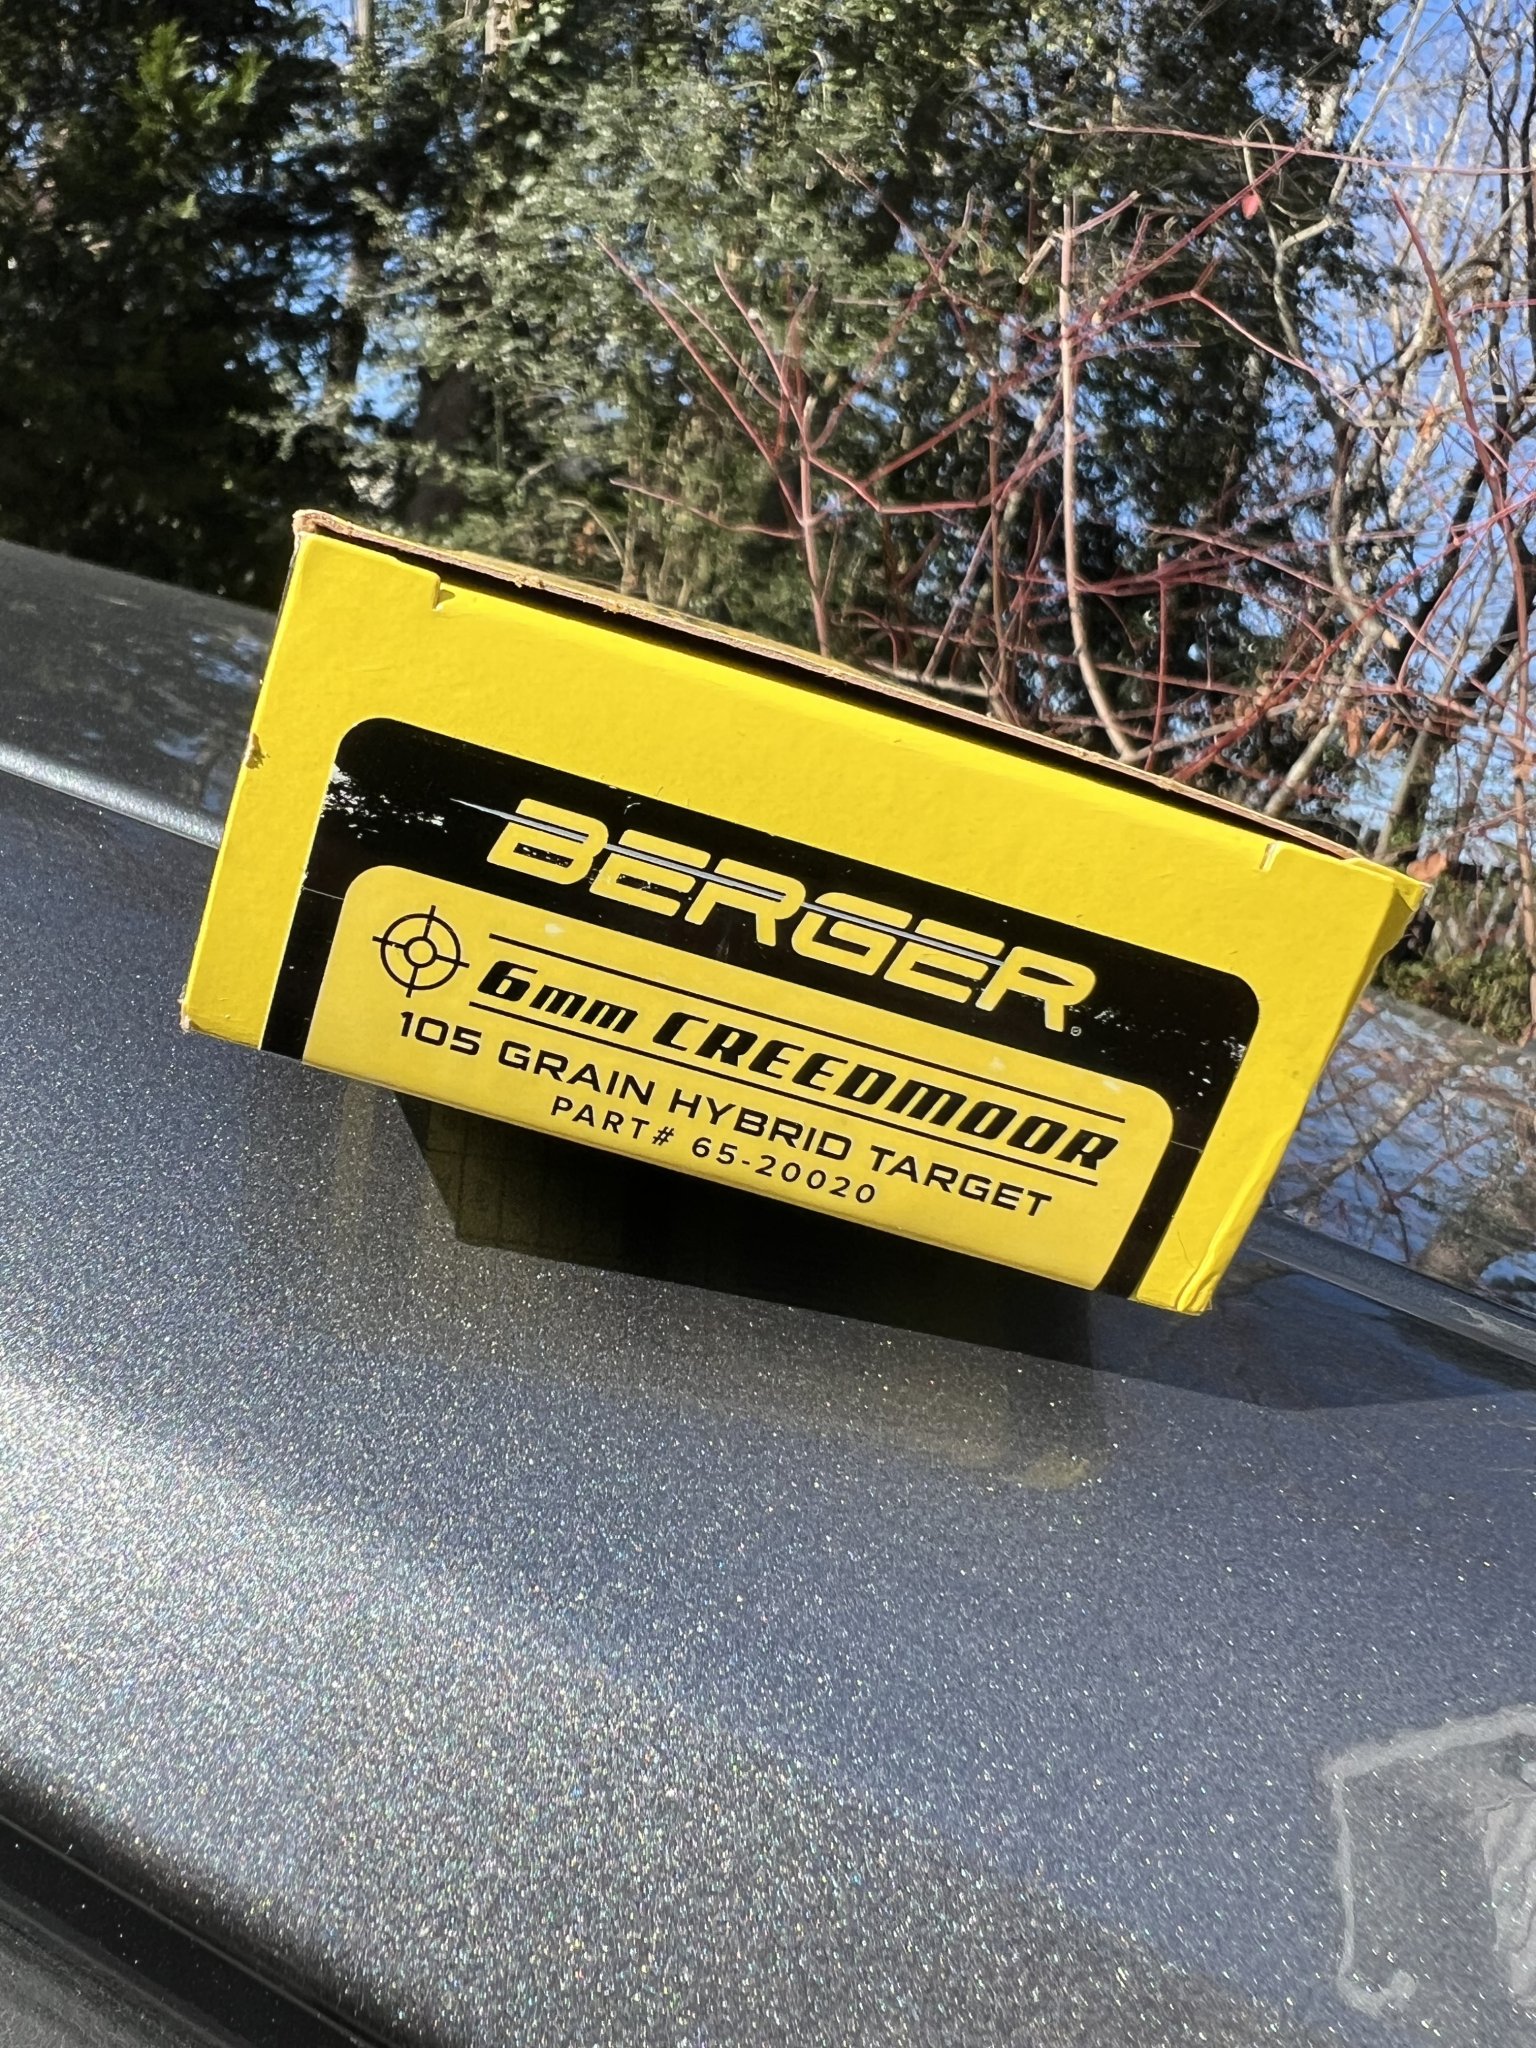 BERGER®
6mm CREEDMOOR
105 GRAIN HYBRID TARGET
PART# 65-20020